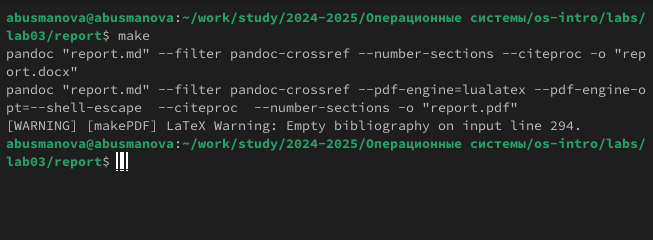 abusmanova@abusmanova:~/work/study/2024-2025/Операционные системы/os-intro/labs/
lab03/report$ make
pandoc "report.md" --filter pandoc-crossref --number-sections --citeproc -o "rep
ort.docx"
pandoc "report.md" --filter pandoc-crossref --pdf-engine=lualatex --pdf-engine-o
pt=--shell-escape  --citeproc  --number-sections -o "report.pdf"
[WARNING] [makePDF] LaTeX Warning: Empty bibliography on input line 294.
abusmanova@abusmanova:~/work/study/2024-2025/Операционные системы/os-intro/labs/
lab03/report$